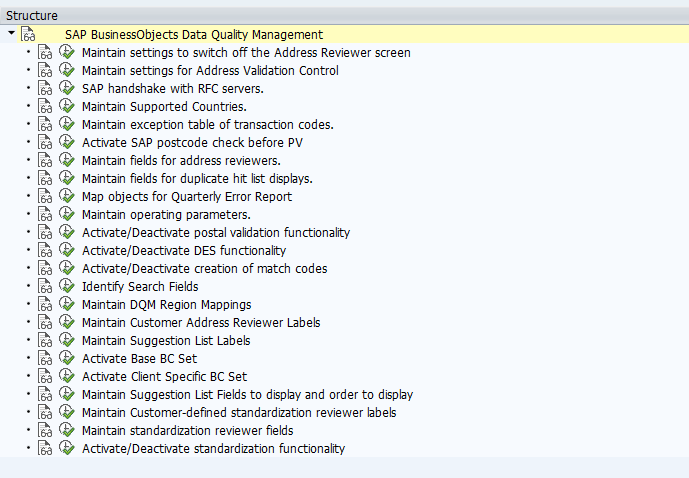 Structure
SAP BusinessObjects Data Quality Management
Maintain settings to switch off the Address Reviewer screen
Maintain settings for Address Validation Control
SAP handshake with RFC servers.
Maintain Supported Countries.
Maintain exception table of transaction codes.
Activate SAP postcode check before PV
Maintain fields for address reviewers.
Maintain fields for duplicate hit list displays.
Map objects for Quarterly Error Report
Maintain operating parameters.
Activate/Deactivate postal validation functionality
Activate/Deactivate DES functionality
Activate/Deactivate creation of match codes
Identify Search Fields
Maintain DQM Region Mappings
Maintain Customer Address Reviewer Labels
Maintain Suggestion List Labels
Activate Base BC Set
Activate Client Specific BC Set
Maintain Suggestion List Fields to display and order to display
Maintain Customer-defined standardization reviewer labels
Maintain standardization reviewer fields
Activate/Deactivate standardization functionality